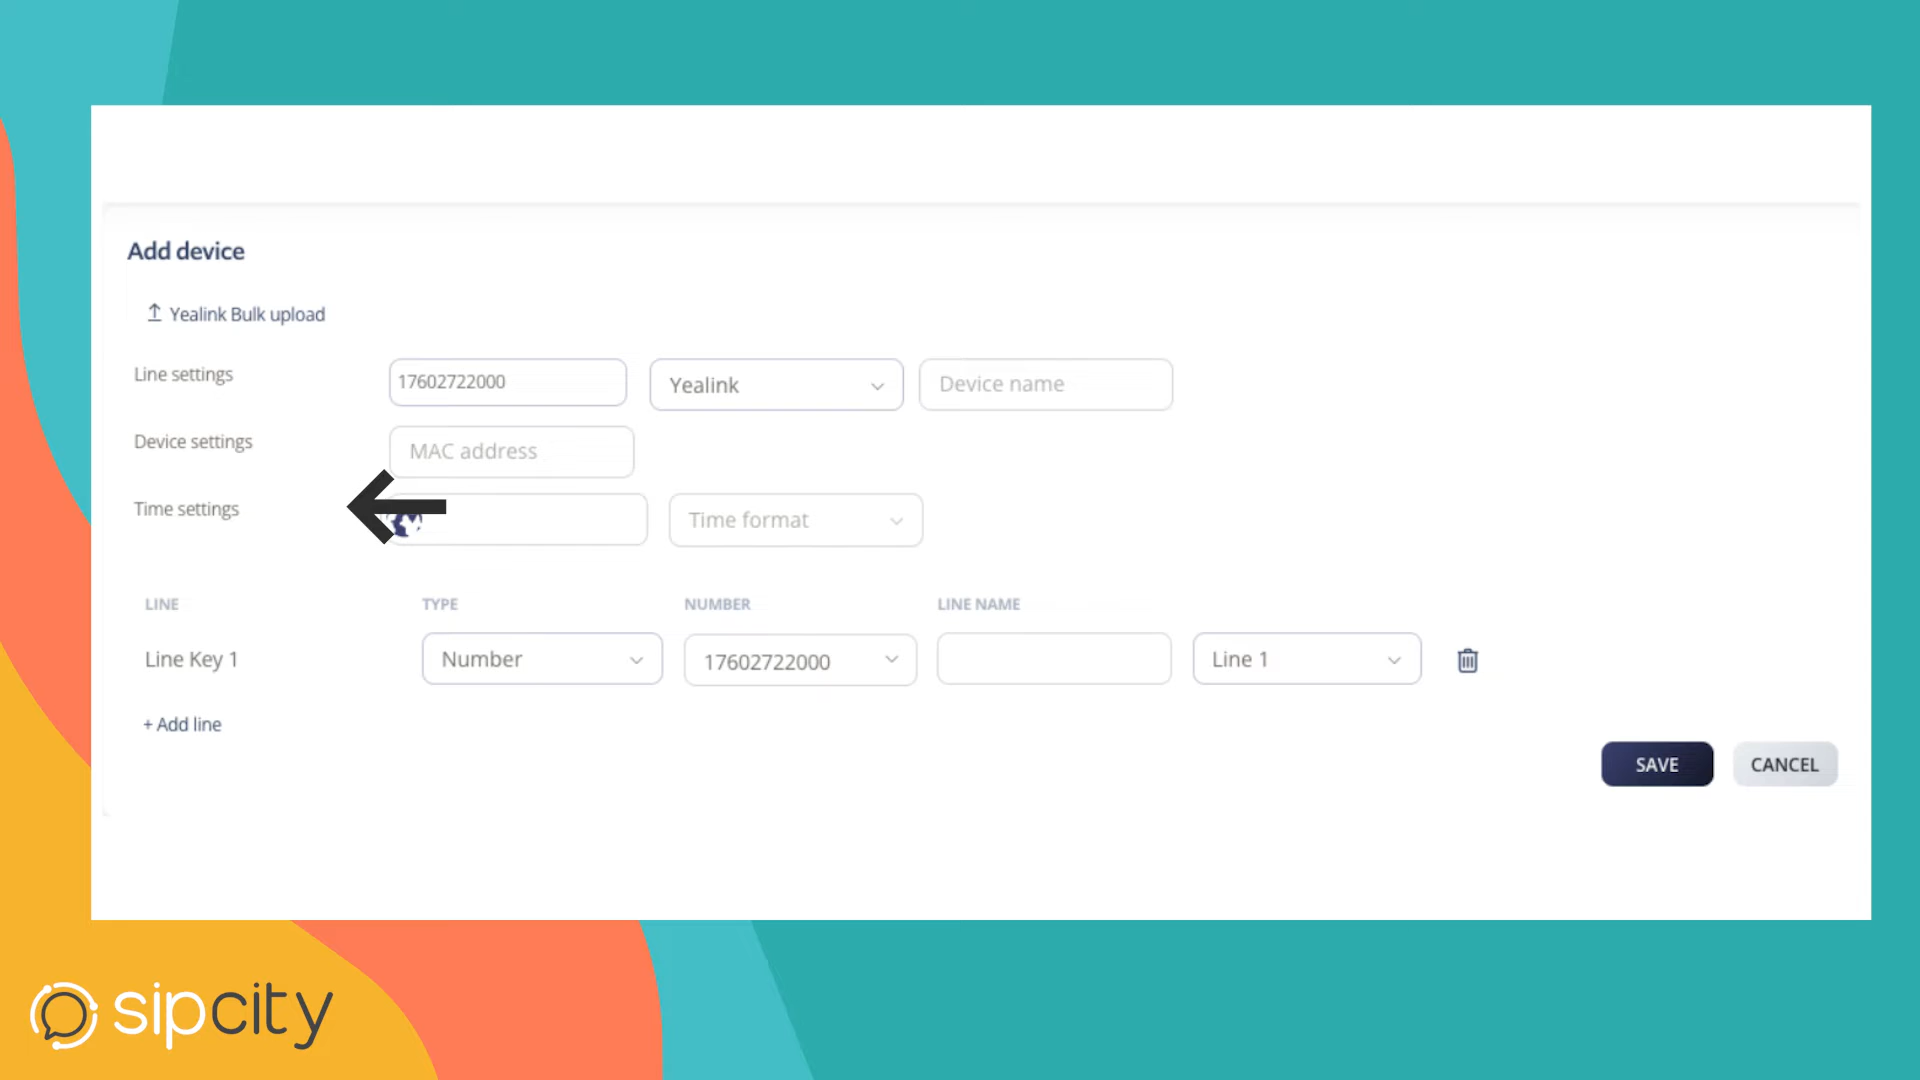 Add device
Yealink Bulk upload
Line settings 17602722000 Yealink Device name
Device settings MAC address
Time settings Time format
LINE TYPE NUMBER LINE NAME
Line Key 1 Number 17602722000 Line 1
+ Add line
SAVE CANCEL
sipcity